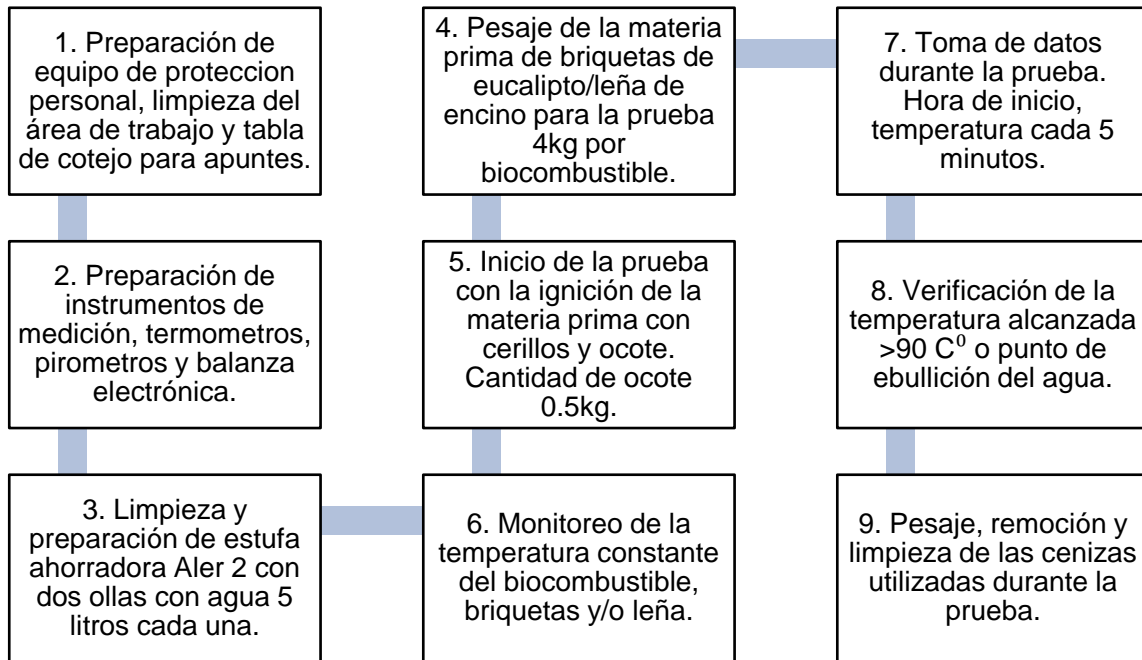 1. Preparación de
equipo de proteccion
personal, limpieza del
área de trabajo y tabla
de cotejo para apuntes.
2. Preparación de
instrumentos de
medición, termometros,
pirometros y balanza
electrónica.
3. Limpieza y
preparación de estufa
ahorradora Aler 2 con
dos ollas con agua 5
litros cada una.
4. Pesaje de la materia
prima de briquetas de
eucalipto/leña de
encino para la prueba
4kg por
biocombustible.
5. Inicio de la prueba
con la ignición de la
materia prima con
cerillos y ocote.
Cantidad de ocote
0.5kg.
6. Monitoreo de la
temperatura constante
del biocombustible,
briquetas y/o leña.
7. Toma de datos
durante la prueba.
Hora de inicio,
temperatura cada 5
minutos.
8. Verificación de la
temperatura alcanzada
>90 C⁰ o punto de
ebullición del agua.
9. Pesaje, remoción y
limpieza de las cenizas
utilizadas durante la
prueba.